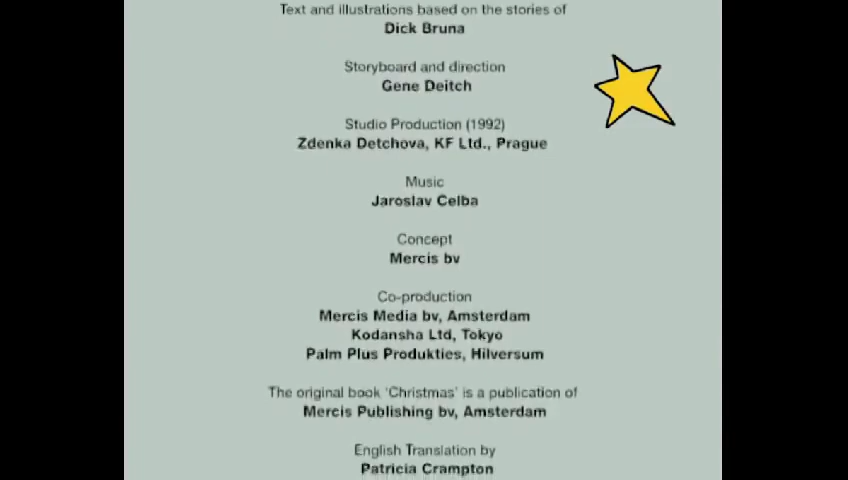 Text and illustrations based on the stories of
Dick Bruna
Storyboard and direction
Gene Deitch
Studio Production (1992)
Zdenka Detchova, KF Ltd., Prague
Music
Jaroslav Celba
Concept
Mercis bv
Co-production
Mercis Media bv, Amsterdam
Kodansha Ltd, Tokyo
Palm Plus Produkties, Hilversum
The original book 'Christmas' is a publication of
Mercis Publishing bv, Amsterdam
English Translation by
Patricia Crampton